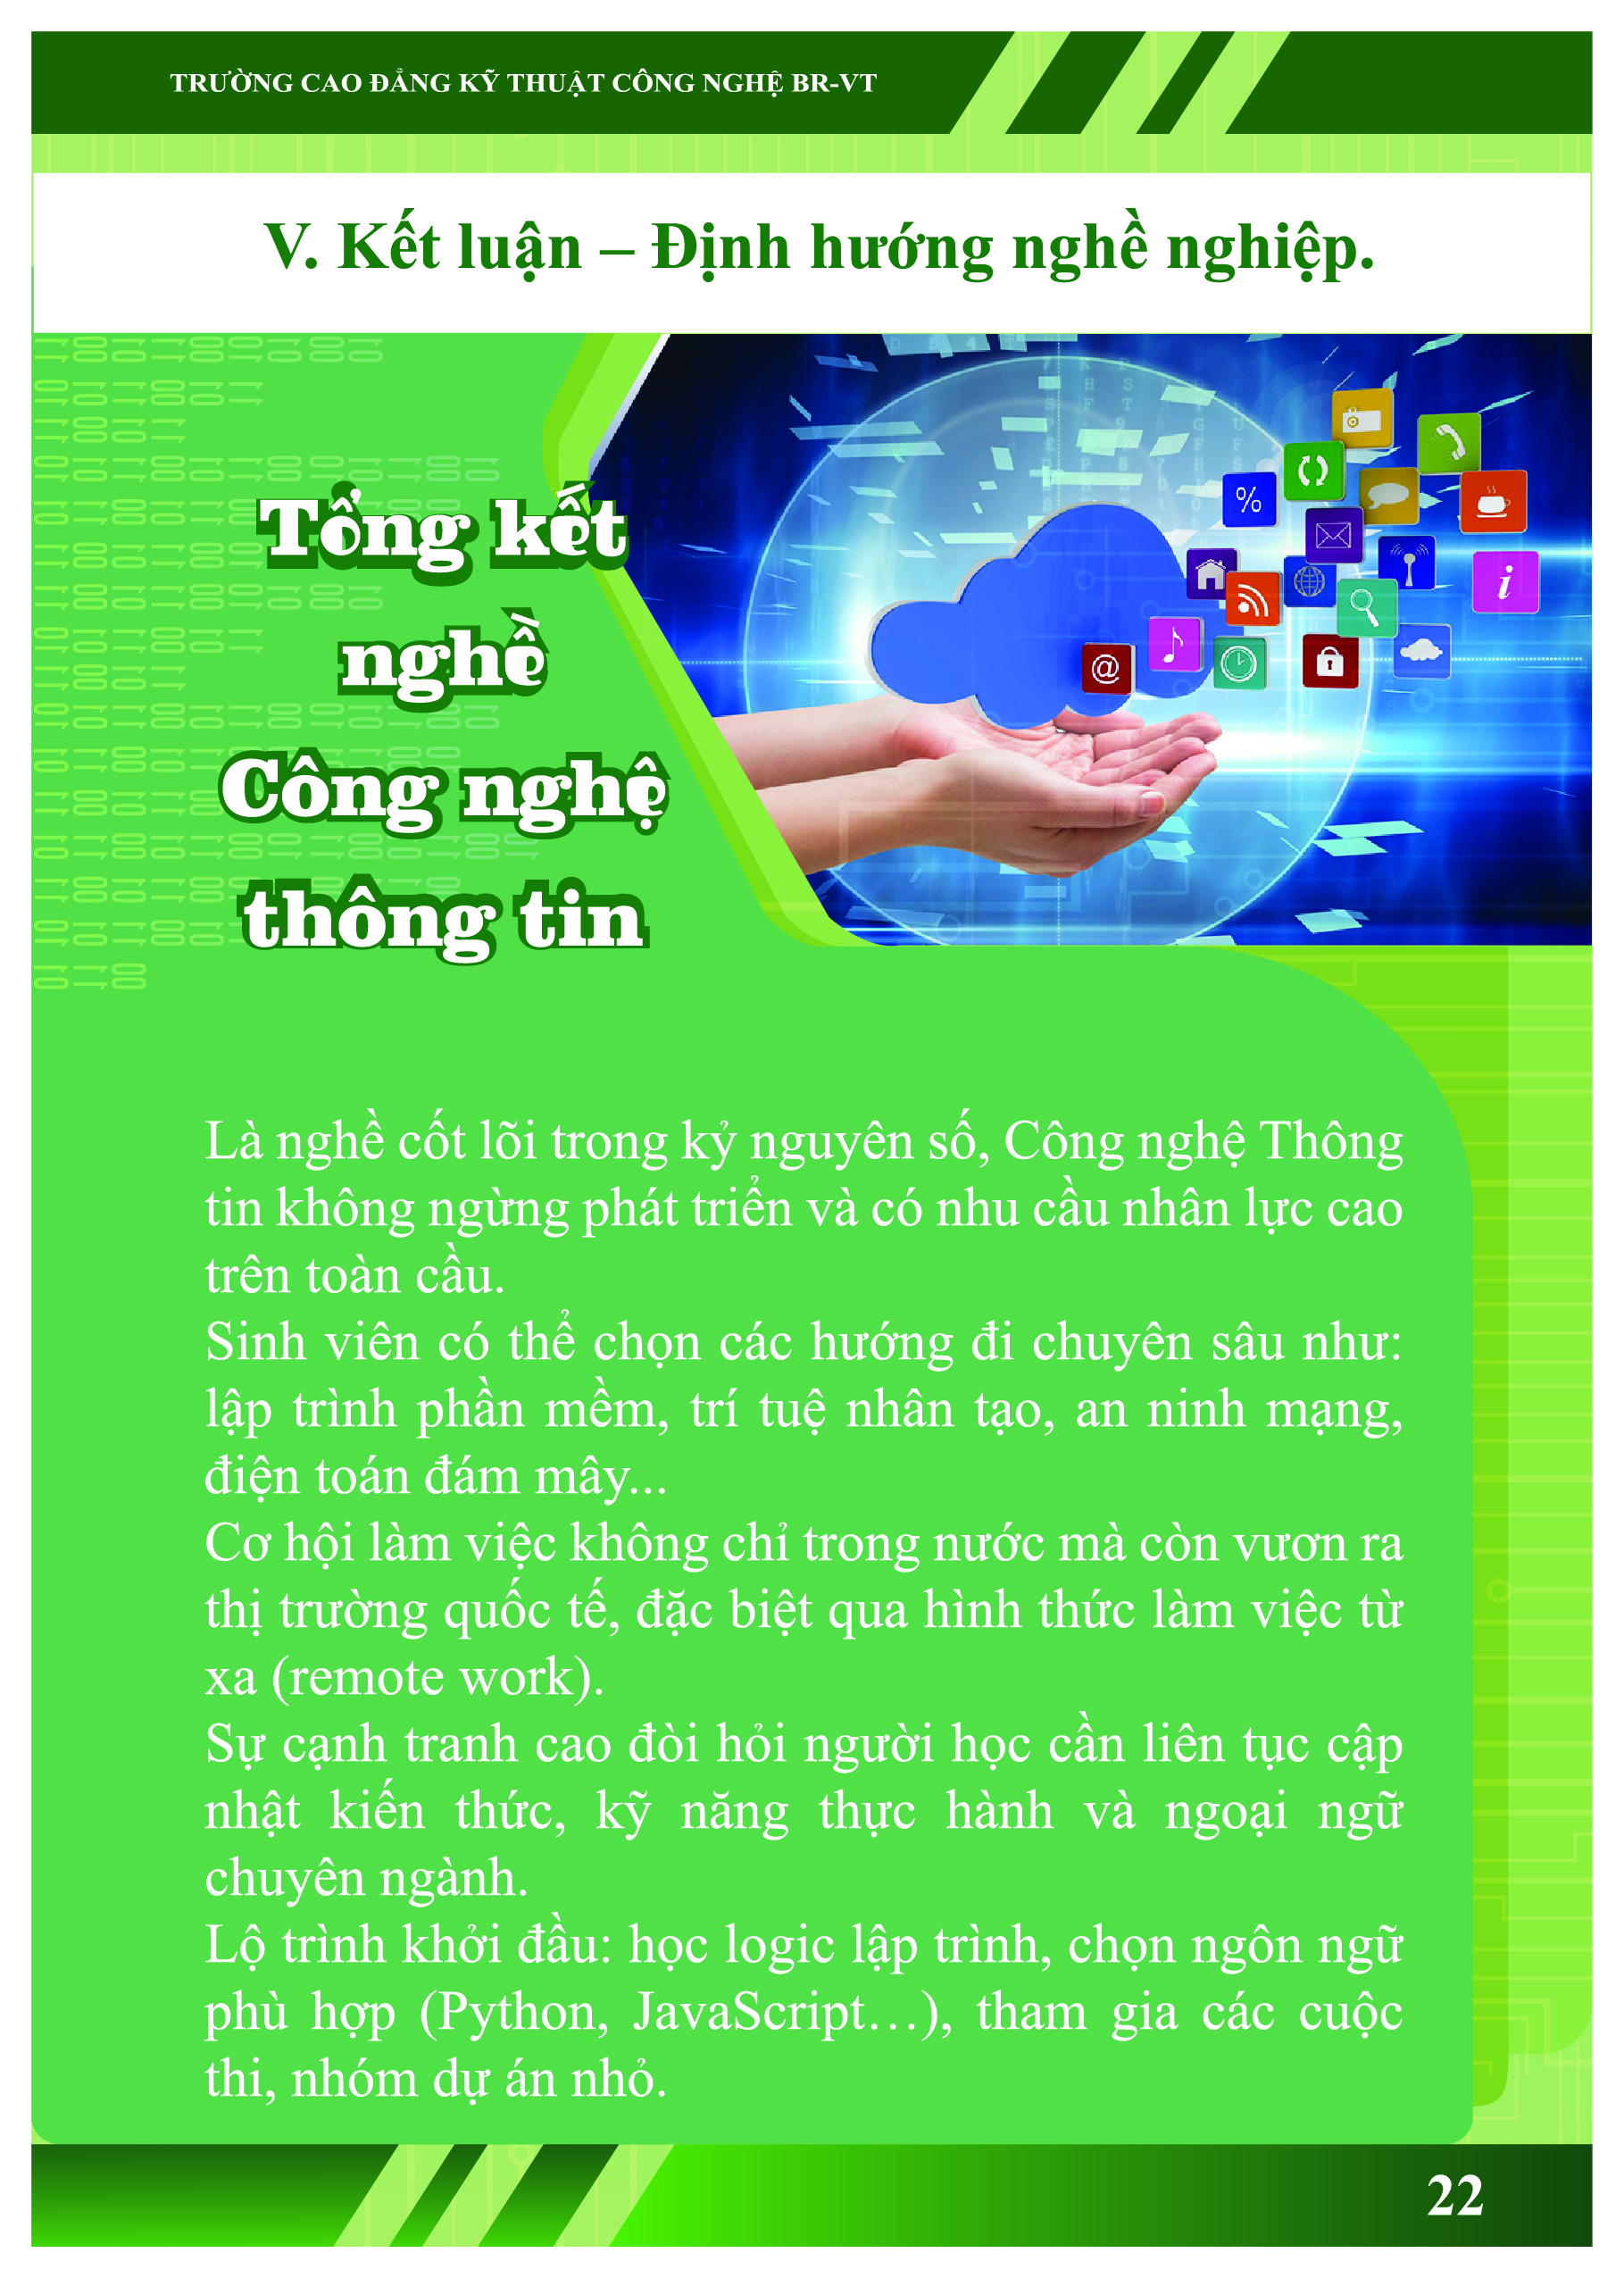 TRƯỜNG CAO ĐẲNG KỸ THUẬT CÔNG NGHỆ BR-VT
V. Kết luận – Định hướng nghề nghiệp.
Tổng kết
nghề
Công nghệ
thông tin
Là nghề cốt lõi trong kỷ nguyên số, Công nghệ Thông
tin không ngừng phát triển và có nhu cầu nhân lực cao
trên toàn cầu.
Sinh viên có thể chọn các hướng đi chuyên sâu như:
lập trình phần mềm, trí tuệ nhân tạo, an ninh mạng,
điện toán đám mây...
Cơ hội làm việc không chỉ trong nước mà còn vươn ra
thị trường quốc tế, đặc biệt qua hình thức làm việc từ
xa (remote work).
Sự cạnh tranh cao đòi hỏi người học cần liên tục cập
nhật kiến thức, kỹ năng thực hành và ngoại ngữ
chuyên ngành.
Lộ trình khởi đầu: học logic lập trình, chọn ngôn ngữ
phù hợp (Python, JavaScript…), tham gia các cuộc
thi, nhóm dự án nhỏ.
22